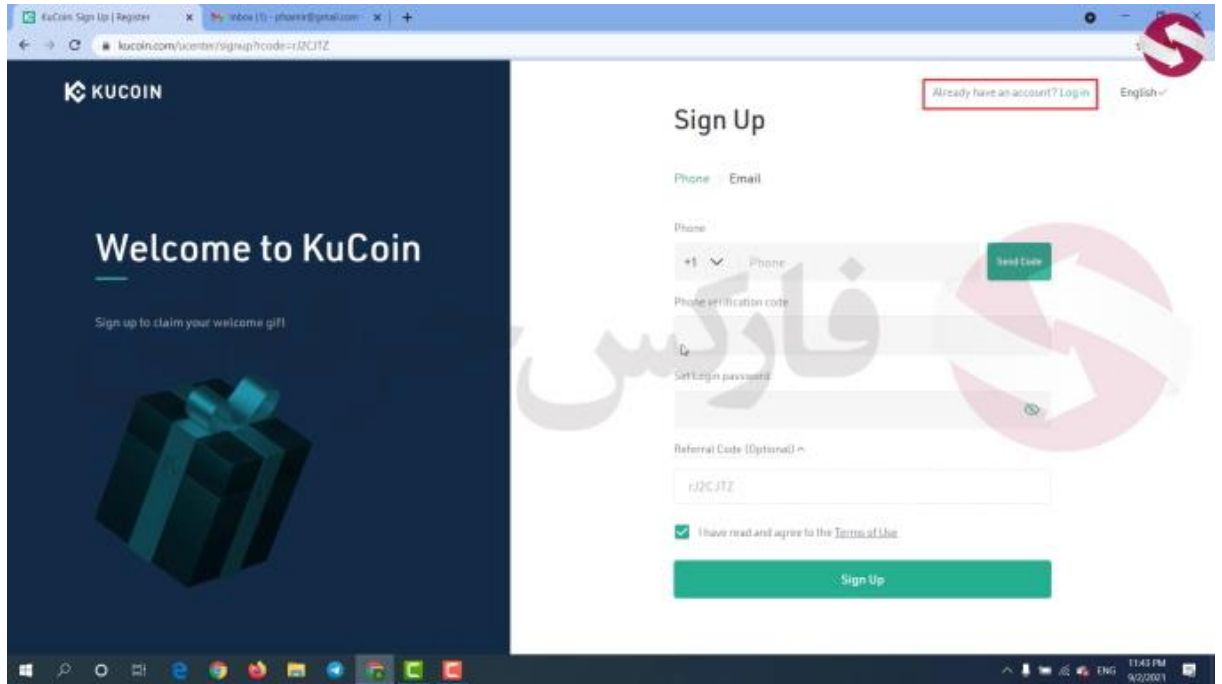 KuCoin Sign Up | Register
kucoin.com/ucenter/signup?rcode=rJ2CJTZ
KUCOIN
Already have an account? Log in
English
Sign Up
Phone
Email
Welcome to KuCoin
Sign up to claim your welcome gift
Phone
+1
Phone
Send Code
Phone verification code
Set Login password
Referral Code (Optional)
rJ2CJTZ
I have read and agree to the Terms of Use
Sign Up
فارکس
ENG
11:43 PM
9/2/2021